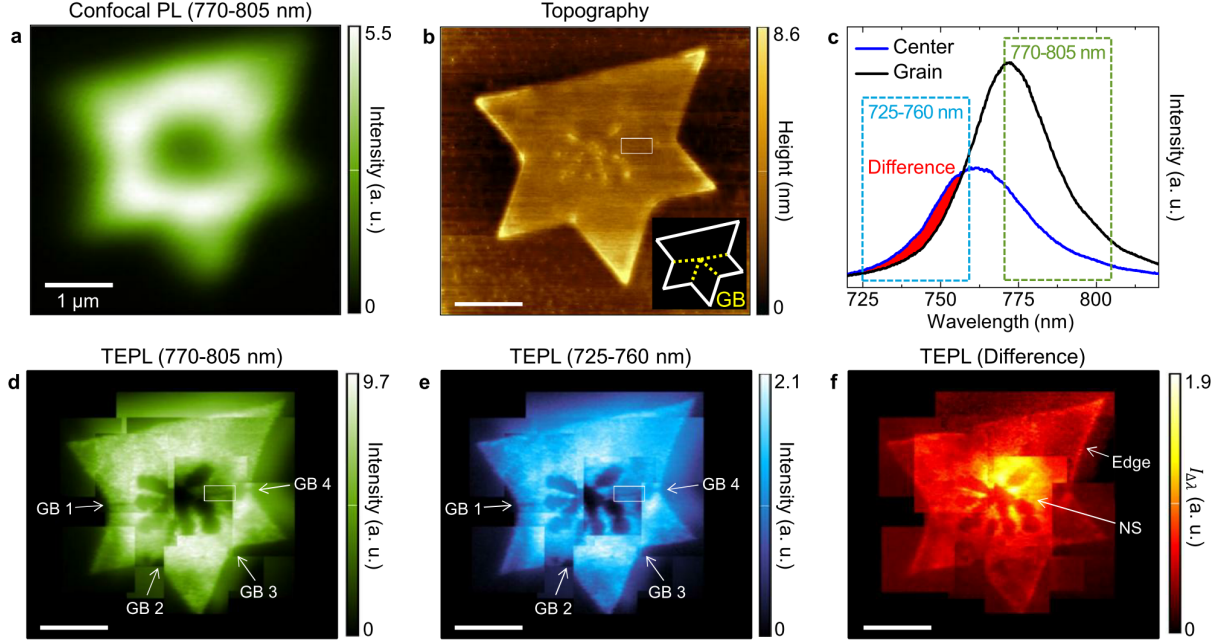 Confocal PL (770-805 nm)
a
5.5
Intensity (a. u.)
0
1 µm
Topography
b
8.6
Height (nm)
0
GB
c
Center
Grain
770-805 nm
725-760 nm
Difference
Intensity (a. u.)
725
750
775
800
Wavelength (nm)
TEPL (770-805 nm)
d
9.7
Intensity (a. u.)
0
GB 1
GB 2
GB 3
GB 4
TEPL (725-760 nm)
e
2.1
Intensity (a. u.)
0
GB 1
GB 2
GB 3
GB 4
TEPL (Difference)
f
1.9
I_Δλ (a. u.)
0
Edge
NS